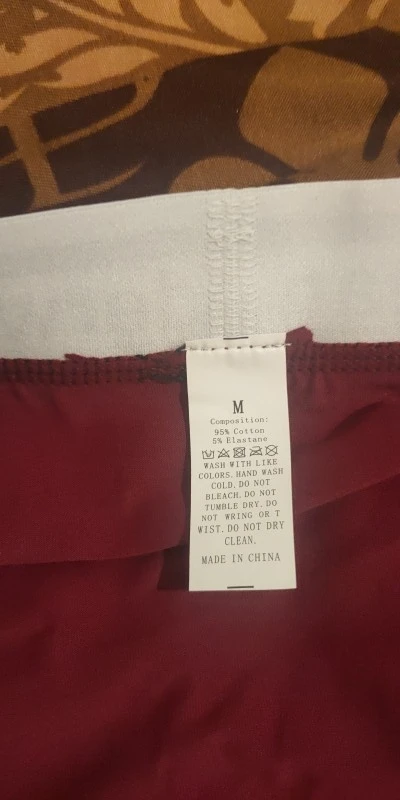 M
Composition:
95% Cotton
5% Elastane
WASH WITH LIKE
COLORS. HAND WASH
COLD. DO NOT
BLEACH. DO NOT
TUMBLE DRY. DO
NOT WRING OR T
WIST. DO NOT DRY
CLEAN.
MADE IN CHINA